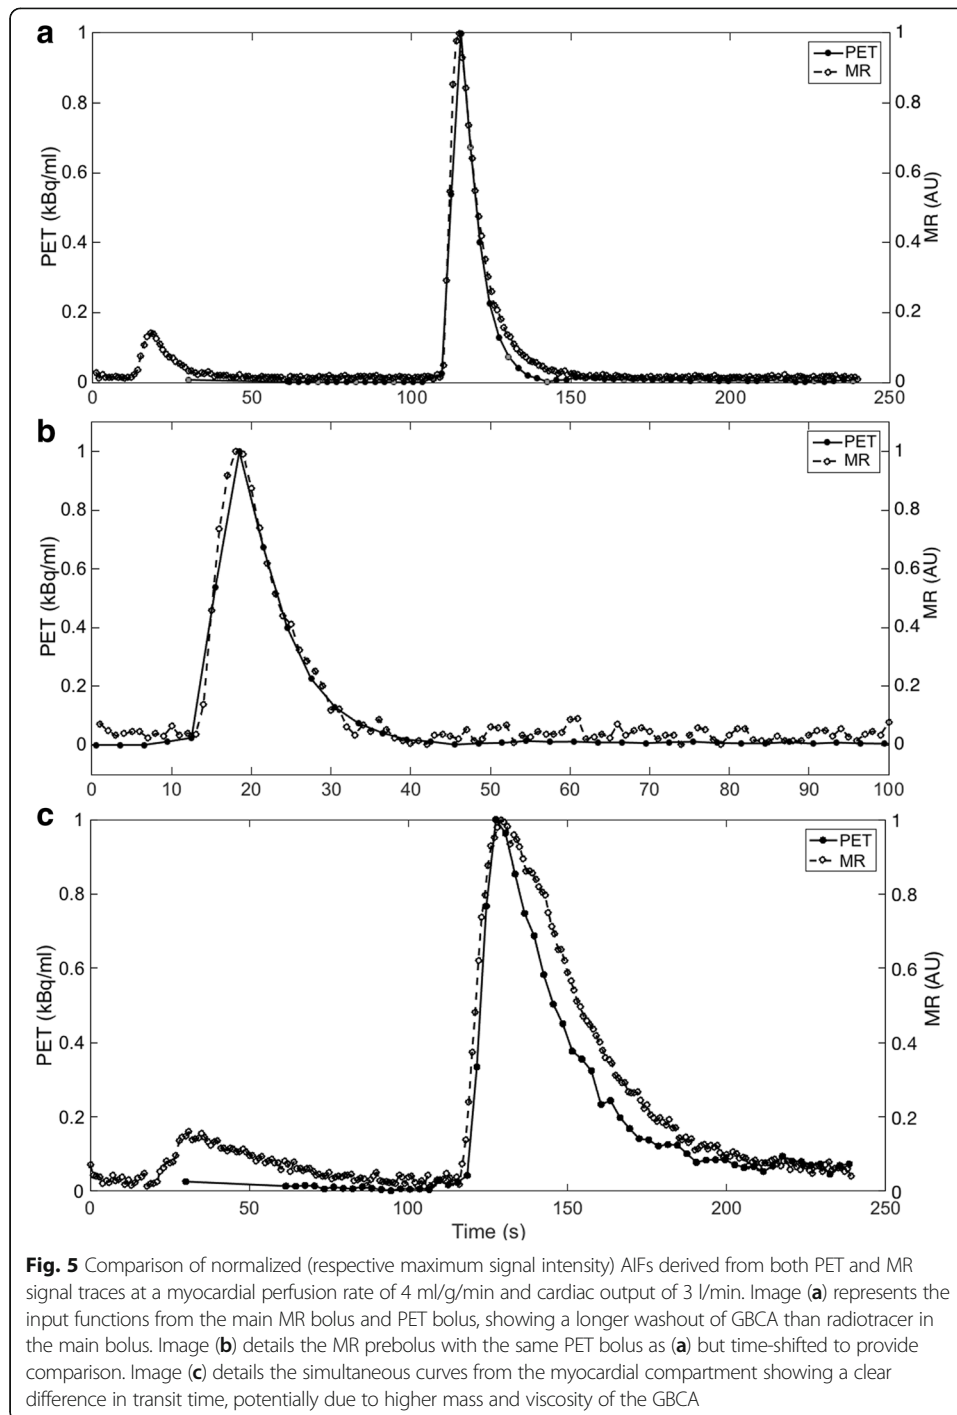 a
PET
MR
1
0.8
0.6
0.4
0.2
0
PET (kBq/ml)
1
0.8
0.6
0.4
0.2
0
MR (AU)
0 50 100 150 200 250
b
PET
MR
1
0.8
0.6
0.4
0.2
0
PET (kBq/ml)
1
0.8
0.6
0.4
0.2
0
MR (AU)
0 10 20 30 40 50 60 70 80 90 100
c
PET
MR
1
0.8
0.6
0.4
0.2
0
PET (kBq/ml)
1
0.8
0.6
0.4
0.2
0
MR (AU)
0 50 100 150 200 250
Time (s)
Fig. 5 Comparison of normalized (respective maximum signal intensity) AIFs derived from both PET and MR
signal traces at a myocardial perfusion rate of 4 ml/g/min and cardiac output of 3 l/min. Image (a) represents the
input functions from the main MR bolus and PET bolus, showing a longer washout of GBCA than radiotracer in
the main bolus. Image (b) details the MR prebolus with the same PET bolus as (a) but time-shifted to provide
comparison. Image (c) details the simultaneous curves from the myocardial compartment showing a clear
difference in transit time, potentially due to higher mass and viscosity of the GBCA